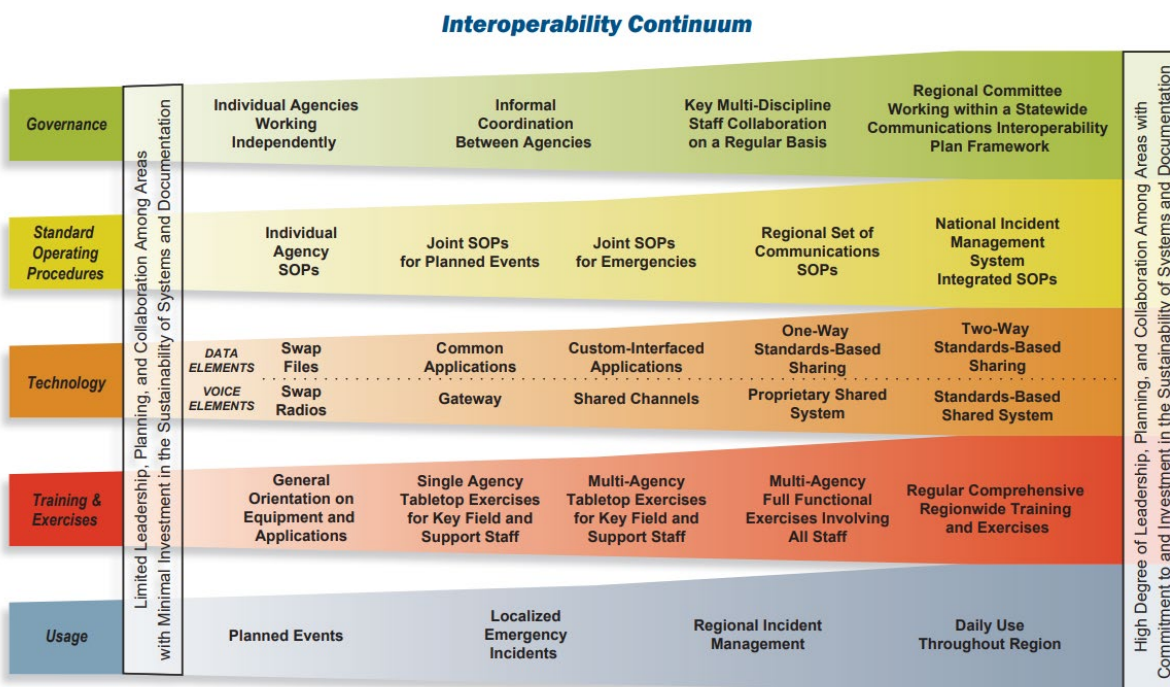 Interoperability Continuum
Limited Leadership, Planning, and Collaboration Among Areas
with Minimal Investment in the Sustainability of Systems and Documentation
Governance
Individual Agencies
Working
Independently
Informal
Coordination
Between Agencies
Key Multi-Discipline
Staff Collaboration
on a Regular Basis
Regional Committee
Working within a Statewide
Communications Interoperability
Plan Framework
Standard
Operating
Procedures
Individual
Agency
SOPs
Joint SOPs
for Planned Events
Joint SOPs
for Emergencies
Regional Set of
Communications
SOPs
National Incident
Management
System
Integrated SOPs
Technology
DATA
ELEMENTS
Swap
Files
Common
Applications
Custom-Interfaced
Applications
One-Way
Standards-Based
Sharing
Two-Way
Standards-Based
Sharing
VOICE
ELEMENTS
Swap
Radios
Gateway
Shared Channels
Proprietary Shared
System
Standards-Based
Shared System
Training &
Exercises
General
Orientation on
Equipment and
Applications
Single Agency
Tabletop Exercises
for Key Field and
Support Staff
Multi-Agency
Tabletop Exercises
for Key Field and
Support Staff
Multi-Agency
Full Functional
Exercises Involving
All Staff
Regular Comprehensive
Regionwide Training
and Exercises
Usage
Planned Events
Localized
Emergency
Incidents
Regional Incident
Management
Daily Use
Throughout Region
High Degree of Leadership, Planning, and Collaboration Among Areas with
Commitment to and Investment in the Sustainability of Systems and Documentation